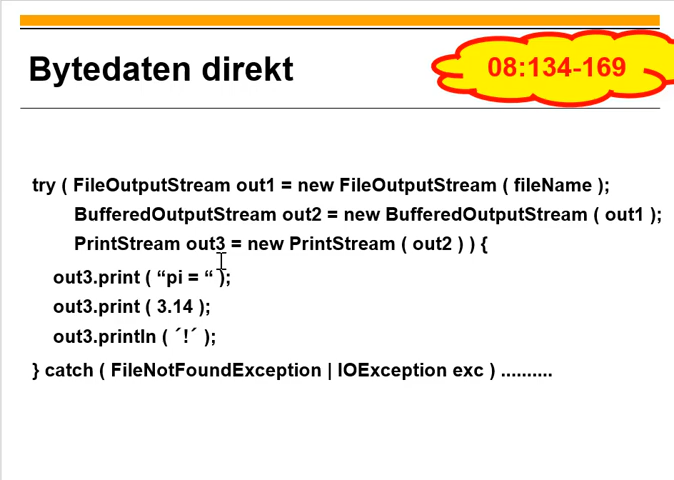 Bytedaten direkt
08:134-169
try ( FileOutputStream out1 = new FileOutputStream ( fileName );
BufferedOutputStream out2 = new BufferedOutputStream ( out1 );
PrintStream out3 = new PrintStream ( out2 ) ) {
out3.print ( “pi = “ );
out3.print ( 3.14 );
out3.println ( ´!´ );
} catch ( FileNotFoundException | IOException exc ) ..........